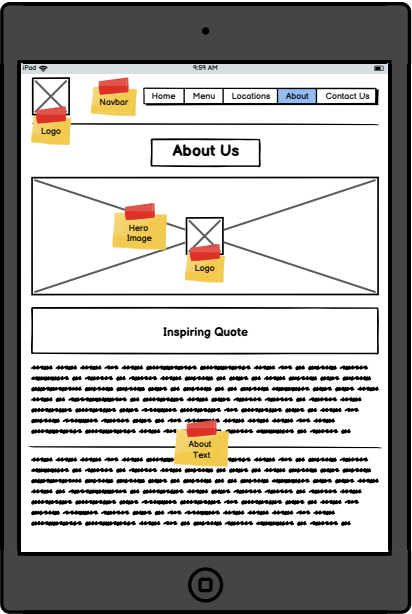 iPad 9:59 AM
Navbar
Home Menu Locations About Contact Us
Logo
About Us
Hero
Image
Logo
Inspiring Quote
About
Text